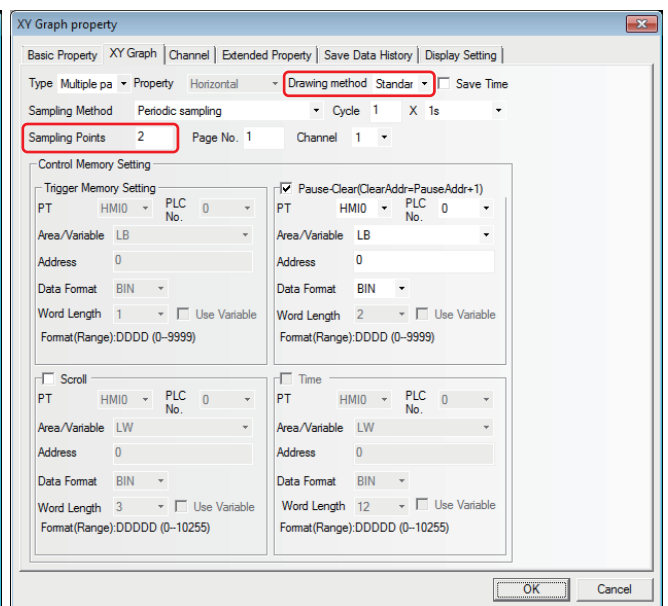 XY Graph property
Basic Property XY Graph Channel Extended Property Save Data History Display Setting
Type Multiple pa Property Horizontal Drawing method Standar Save Time
Sampling Method Periodic sampling Cycle 1 X 1s
Sampling Points 2 Page No. 1 Channel 1
Control Memory Setting
Trigger Memory Setting
PT HMI0 PLC No. 0
Area/Variable LB
Address 0
Data Format BIN
Word Length 1 Use Variable
Format(Range):DDDD (0--9999)
Pause-Clear(ClearAddr=PauseAddr+1)
PT HMI0 PLC No. 0
Area/Variable LB
Address 0
Data Format BIN
Word Length 2 Use Variable
Format(Range):DDDD (0--9999)
Scroll
PT HMI0 PLC No. 0
Area/Variable LW
Address 0
Data Format BIN
Word Length 3 Use Variable
Format(Range):DDDDD (0--10255)
Time
PT HMI0 PLC No. 0
Area/Variable LW
Address 0
Data Format BIN
Word Length 12 Use Variable
Format(Range):DDDDD (0--10255)
OK Cancel